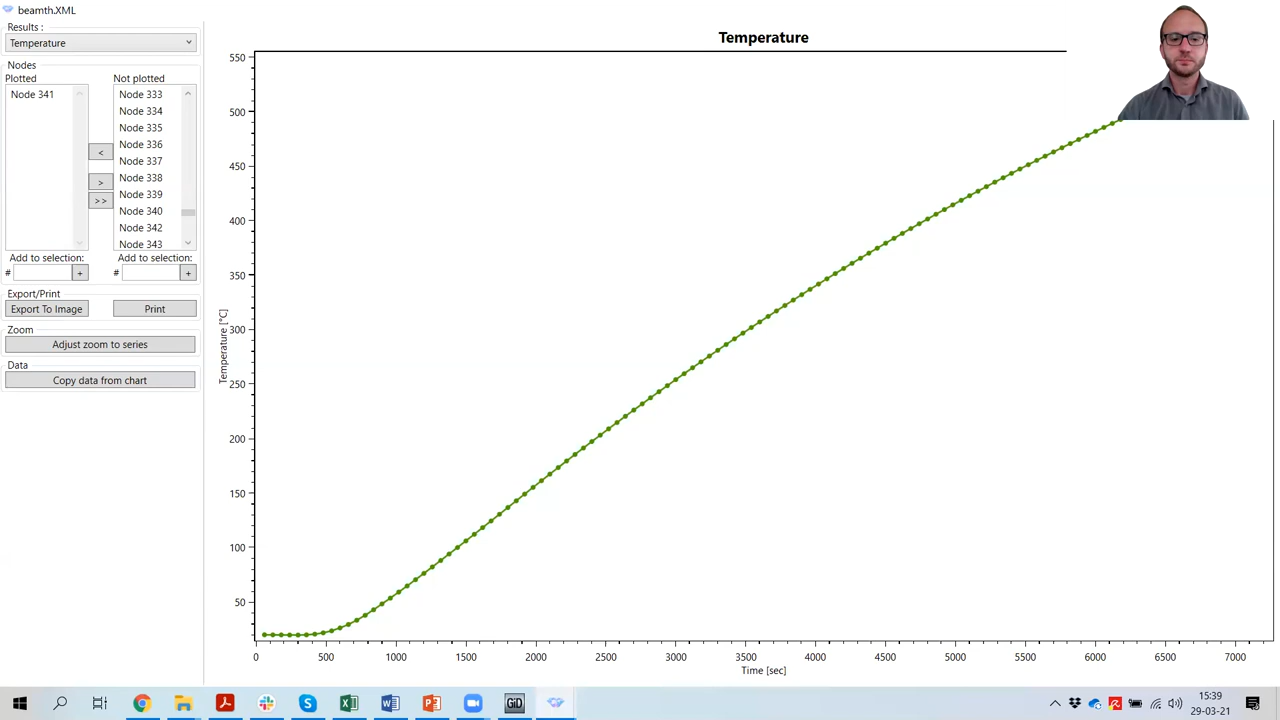 beamth.XML
Results :
Temperature
Nodes
Plotted
Not plotted
Node 341
Node 333
Node 334
Node 335
Node 336
Node 337
Node 338
Node 339
Node 340
Node 342
Node 343
<
>
>>
Add to selection:
Add to selection:
#
+
#
+
Export/Print
Export To Image
Print
Zoom
Adjust zoom to series
Data
Copy data from chart
Temperature
550
500
450
400
350
300
250
200
150
100
50
Temperature [°C]
0 500 1000 1500 2000 2500 3000 3500 4000 4500 5000 5500 6000 6500 7000
Time [sec]
GiD
15:39
29-03-21